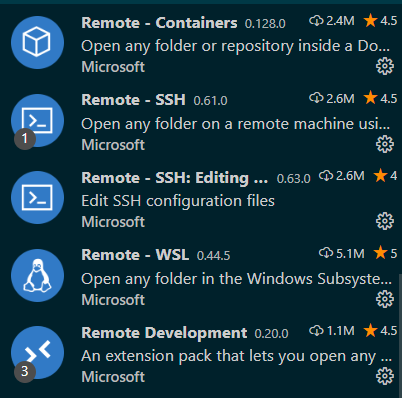 Remote - Containers 0.128.0 2.4M 4.5
Open any folder or repository inside a Do...
Microsoft
Remote - SSH 0.61.0 2.6M 4.5
Open any folder on a remote machine usi...
1
Microsoft
Remote - SSH: Editing ... 0.63.0 2.6M 4
Edit SSH configuration files
Microsoft
Remote - WSL 0.44.5 5.1M 5
Open any folder in the Windows Subsyste...
Microsoft
Remote Development 0.20.0 1.1M 4.5
An extension pack that lets you open any ...
3
Microsoft